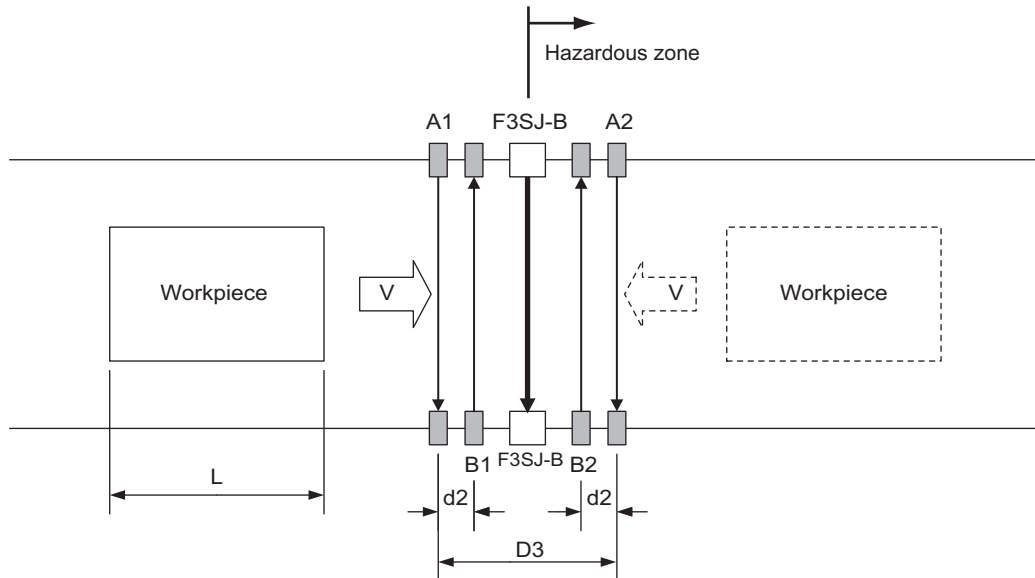 Hazardous zone
A1
F3SJ-B
A2
Workpiece
V
V
Workpiece
B1
F3SJ-B
B2
L
d2
d2
D3